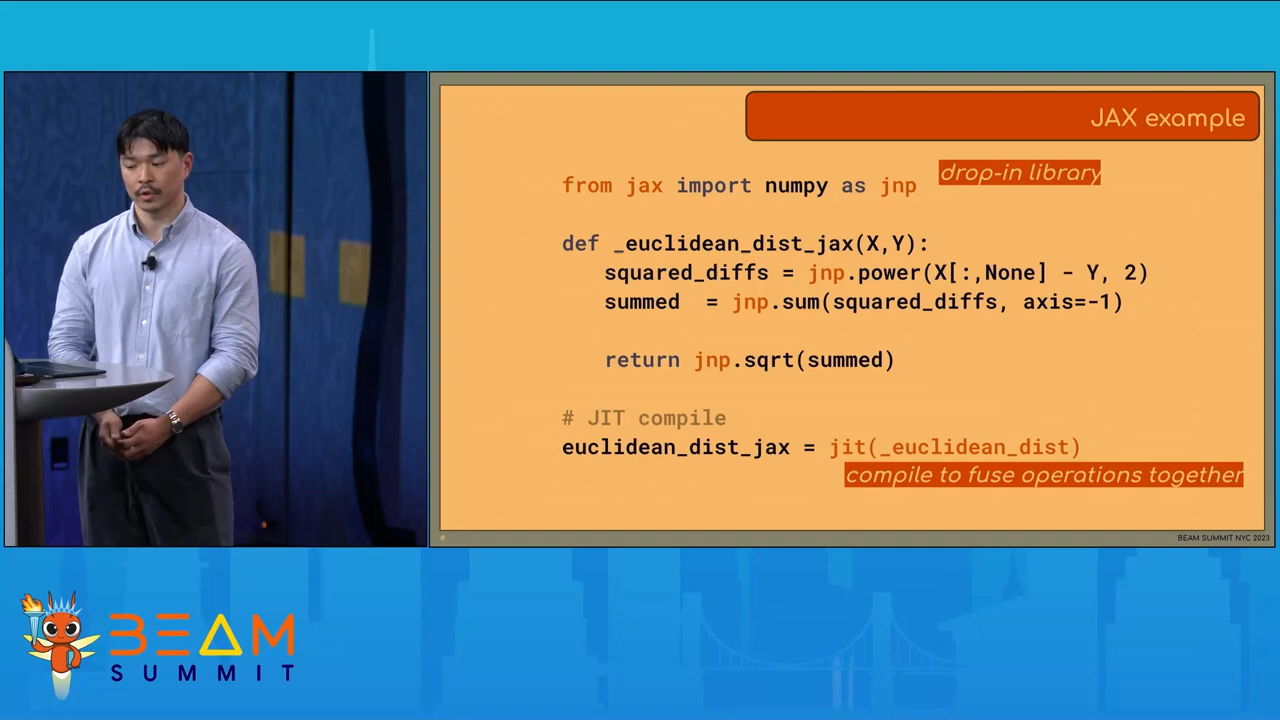 JAX example
from jax import numpy as jnp
drop-in library
def _euclidean_dist_jax(X,Y):
squared_diffs = jnp.power(X[:,None] - Y, 2)
summed = jnp.sum(squared_diffs, axis=-1)
return jnp.sqrt(summed)
# JIT compile
euclidean_dist_jax = jit(_euclidean_dist)
compile to fuse operations together
#
BEAM SUMMIT NYC 2023
BEAM
SUMMIT